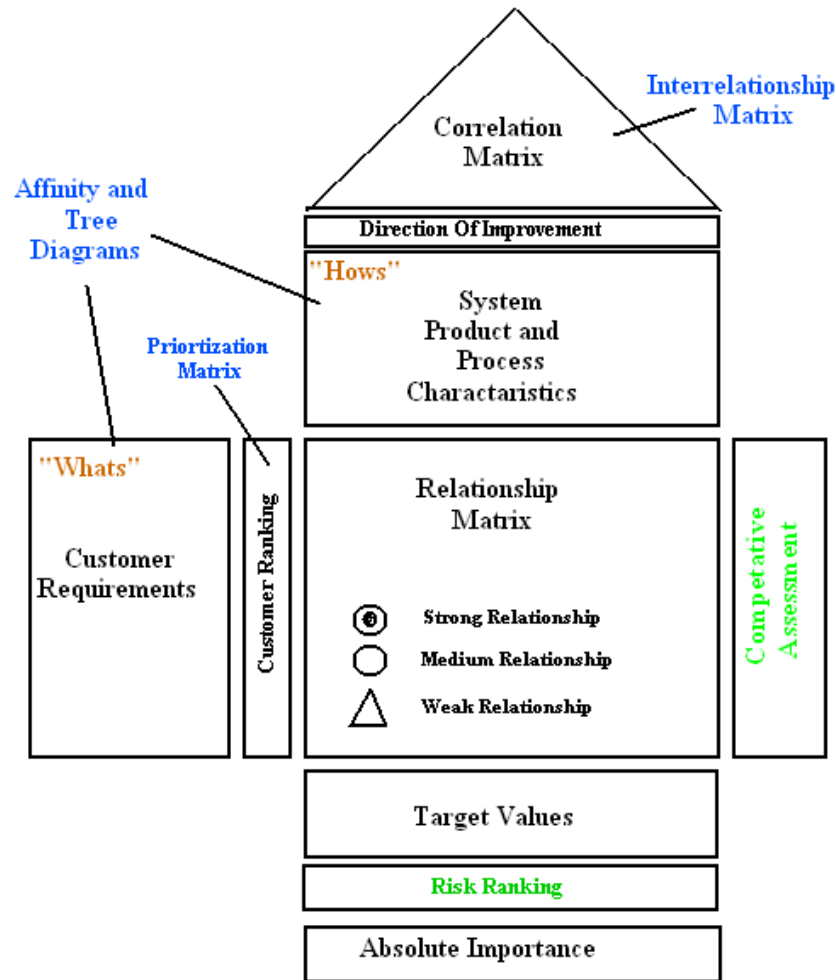 Interrelationship
Matrix
Correlation
Matrix
Affinity and
Tree
Diagrams
Direction Of Improvement
"Hows"
System
Product and
Process
Charactaristics
Priortization
Matrix
"Whats"
Customer
Requirements
Customer Ranking
Relationship
Matrix
Strong Relationship
Medium Relationship
Weak Relationship
Competative
Assessment
Target Values
Risk Ranking
Absolute Importance